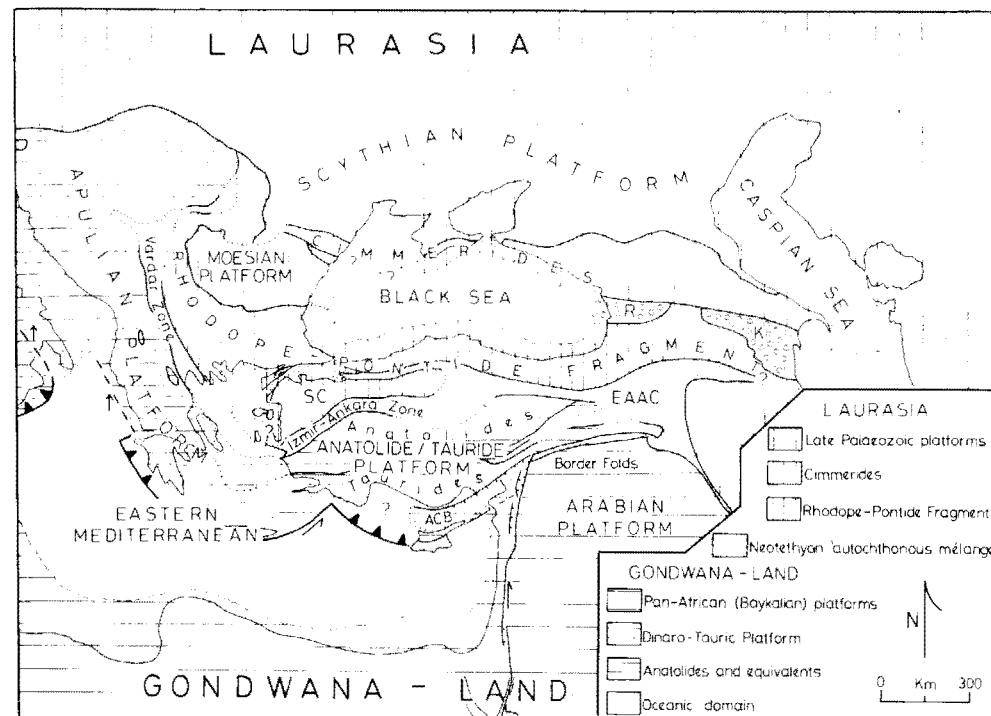 LAURASIA
SCYTHIAN PLATFORM
CASPIAN SEA
APULIAN PLATFORM
Vardar Zone
MOESIAN
PLATFORM
CIMMERIDES
?
?
BLACK SEA
R
K
?
RHODOPE-PONTIDE FRAGMENT
SC
EAAC
Izmir-Ankara Zone
Anatolides
ANATOLIDE/TAURIDE
PLATFORM
Taurides
?
ACB
Border Folds
ARABIAN
PLATFORM
EASTERN
MEDITERRANEAN
GONDWANA - LAND
LAURASIA
Late Palaeozoic platforms
Cimmerides
Rhodope-Pontide Fragment
Neotethyan 'autochthonous mélange
GONDWANA-LAND
Pan-African (Baykalian) platforms
Dinaro-Tauric Platform
Anatolides and equivalents
Oceanic domain
N
0 Km 300